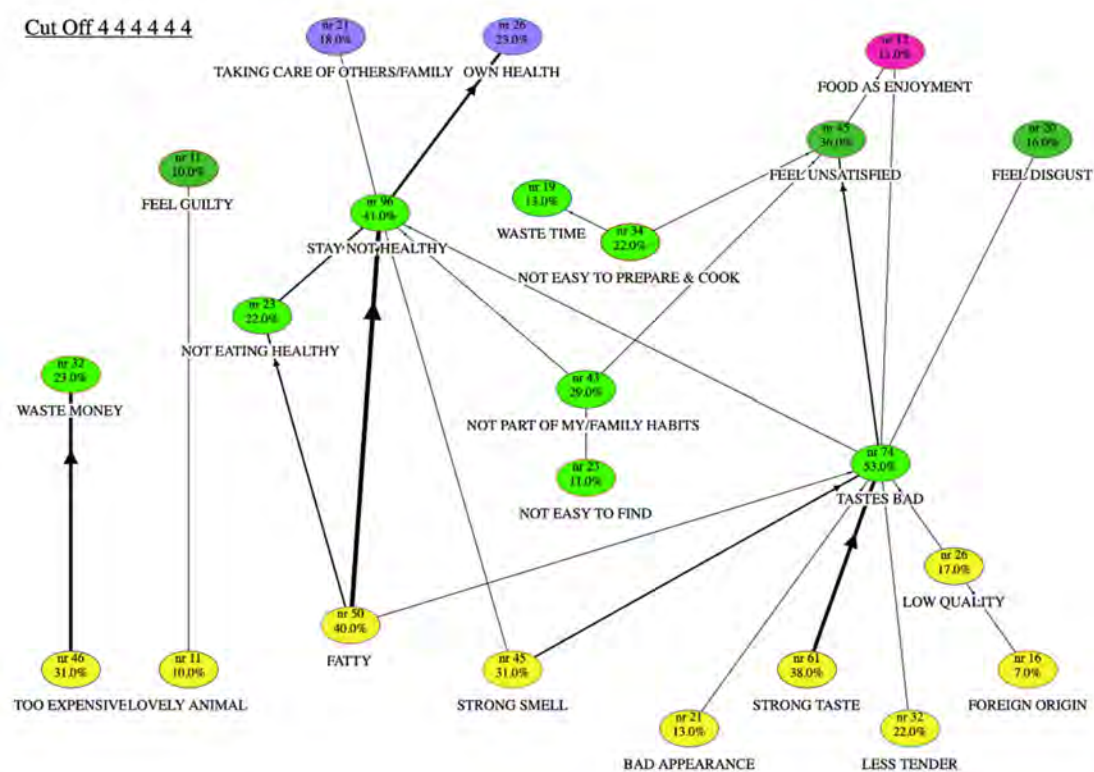 Cut Off 4 4 4 4 4 4
nr 21
18.0%
TAKING CARE OF OTHERS/FAMILY
nr 26
23.0%
OWN HEALTH
nr 12
11.0%
FOOD AS ENJOYMENT
nr 45
36.0%
FEEL UNSATISFIED
nr 20
16.0%
FEEL DISGUST
nr 11
10.0%
FEEL GUILTY
nr 96
41.0%
STAY NOT HEALTHY
nr 19
13.0%
WASTE TIME
nr 34
22.0%
NOT EASY TO PREPARE & COOK
nr 23
22.0%
NOT EATING HEALTHY
nr 32
23.0%
WASTE MONEY
nr 43
29.0%
NOT PART OF MY/FAMILY HABITS
nr 23
11.0%
NOT EASY TO FIND
nr 74
53.0%
TASTES BAD
nr 26
17.0%
LOW QUALITY
nr 50
40.0%
FATTY
nr 46
31.0%
TOO EXPENSIVE
nr 11
10.0%
LOVELY ANIMAL
nr 45
31.0%
STRONG SMELL
nr 61
38.0%
STRONG TASTE
nr 16
7.0%
FOREIGN ORIGIN
nr 21
13.0%
BAD APPEARANCE
nr 32
22.0%
LESS TENDER